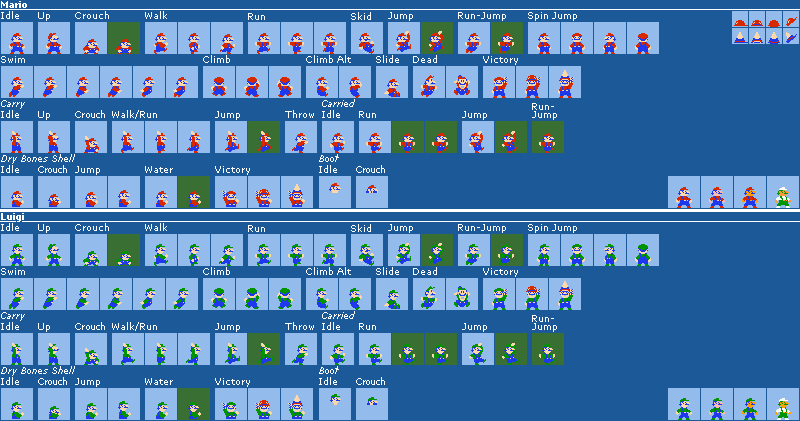 Mario
Idle Up Crouch Walk Run Skid Jump Run-Jump Spin Jump
Swim Climb Climb Alt Slide Dead Victory
Carry Carried
Idle Up Crouch Walk/Run Jump Throw Idle Run Jump Run-Jump
Dry Bones Shell Boot
Idle Crouch Jump Water Victory Idle Crouch
Luigi
Idle Up Crouch Walk Run Skid Jump Run-Jump Spin Jump
Swim Climb Climb Alt Slide Dead Victory
Carry Carried
Idle Up Crouch Walk/Run Jump Throw Idle Run Jump Run-Jump
Dry Bones Shell Boot
Idle Crouch Jump Water Victory Idle Crouch